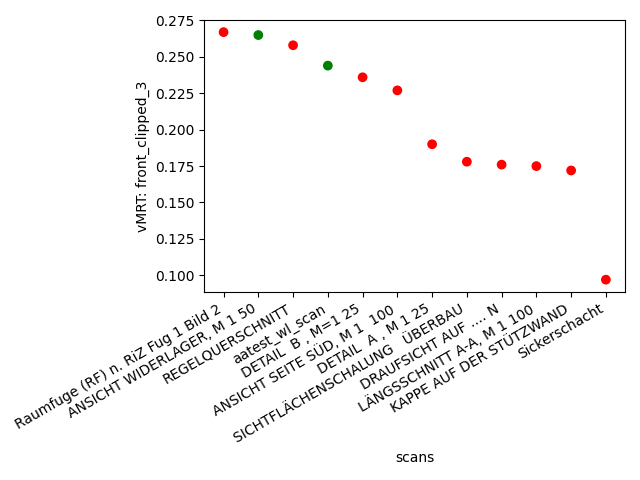 0.275
0.250
0.225
0.200
0.175
0.150
0.125
0.100
vMRT: front_clipped_3
Raumfuge (RF) n. RiZ Fug 1 Bild 2
ANSICHT WIDERLAGER, M 1 50
REGELQUERSCHNITT
aatest_wl_scan
DETAIL  B , M=1 25
ANSICHT SEITE SÜD, M 1  100
DETAIL  A , M 1 25
SICHTFLÄCHENSCHALUNG   ÜBERBAU
DRAUFSICHT AUF .... N
LÄNGSSCHNITT A-A, M 1 100
KAPPE AUF DER STÜTZWAND
Sickerschacht
scans